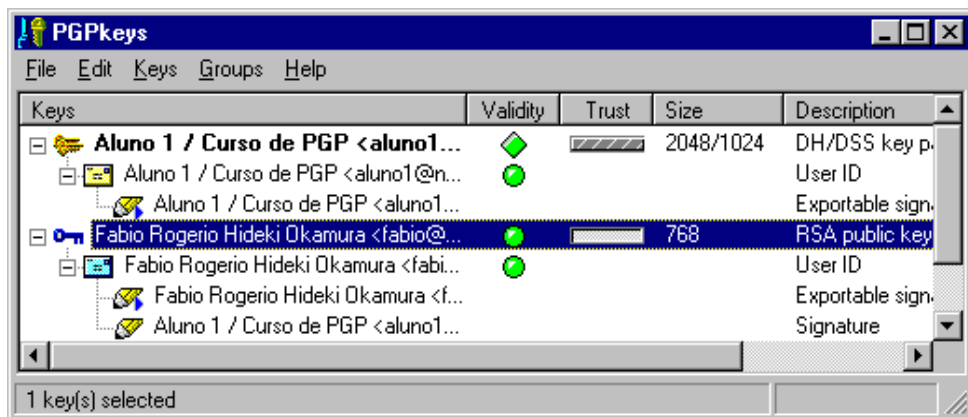 PGPkeys
File Edit Keys Groups Help
Keys Validity Trust Size Description
Aluno 1 / Curso de PGP <aluno1... 2048/1024 DH/DSS key pa
Aluno 1 / Curso de PGP <aluno1@n... User ID
Aluno 1 / Curso de PGP <aluno1... Exportable signa
Fabio Rogerio Hideki Okamura <fabio@... 768 RSA public key
Fabio Rogerio Hideki Okamura <fabi... User ID
Fabio Rogerio Hideki Okamura <f... Exportable signa
Aluno 1 / Curso de PGP <aluno1... Signature
1 key(s) selected